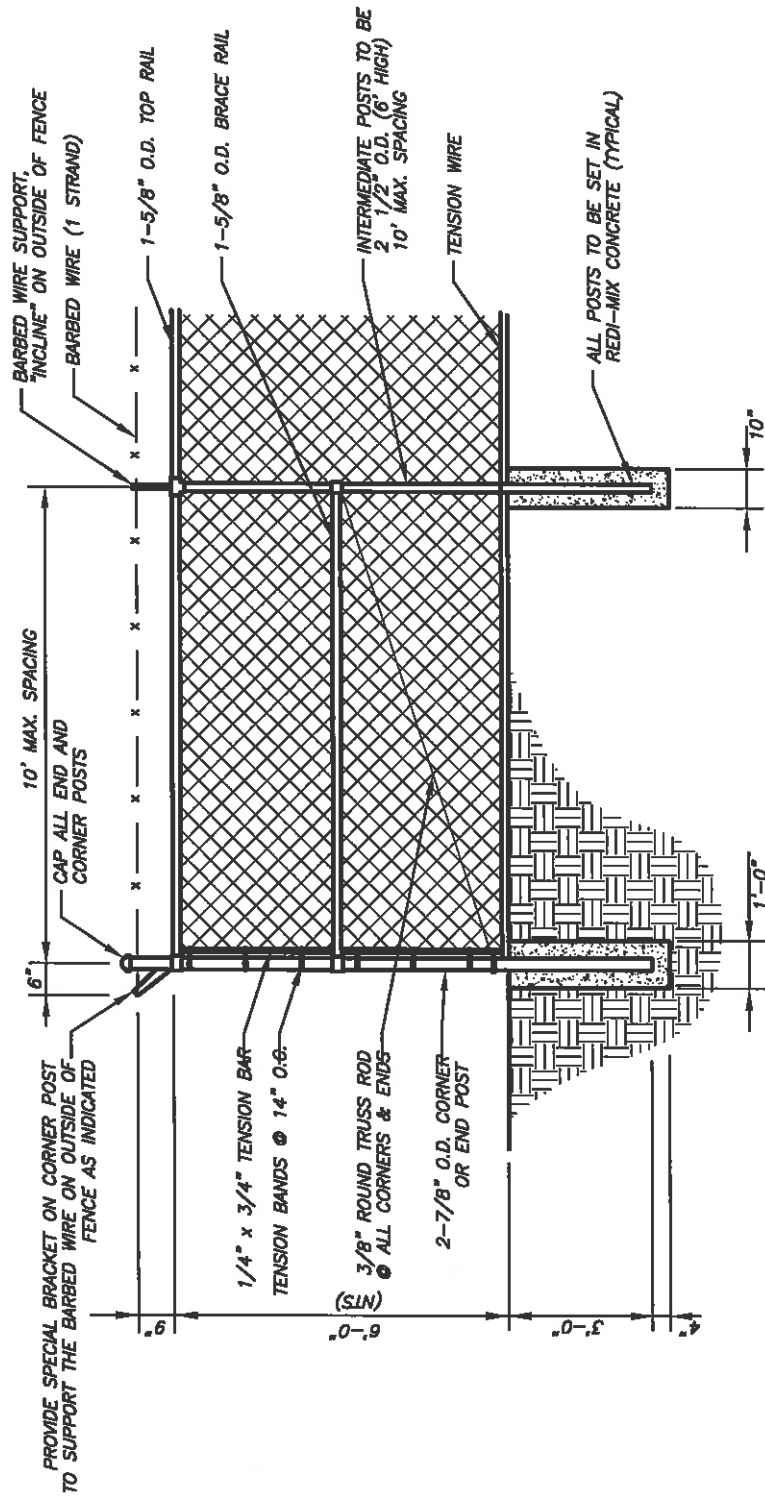 PROVIDE SPECIAL BRACKET ON CORNER POST
TO SUPPORT THE BARBED WIRE ON OUTSIDE OF
FENCE AS INDICATED
6"
10' MAX. SPACING
CAP ALL END AND
CORNER POSTS
BARBED WIRE SUPPORT,
"INCLINE" ON OUTSIDE OF FENCE
BARBED WIRE (1 STRAND)
1-5/8" O.D. TOP RAIL
1-5/8" O.D. BRACE RAIL
INTERMEDIATE POSTS TO BE
2 1/2" O.D. (6' HIGH)
10' MAX. SPACING
TENSION WIRE
ALL POSTS TO BE SET IN
REDI-MIX CONCRETE (TYPICAL)
1/4" x 3/4" TENSION BAR
TENSION BANDS @ 14" O.C.
3/8" ROUND TRUSS ROD
@ ALL CORNERS & ENDS
2-7/8" O.D. CORNER
OR END POST
9"
6'-0"
(NTS)
3'-0"
4"
1'-0"
10"